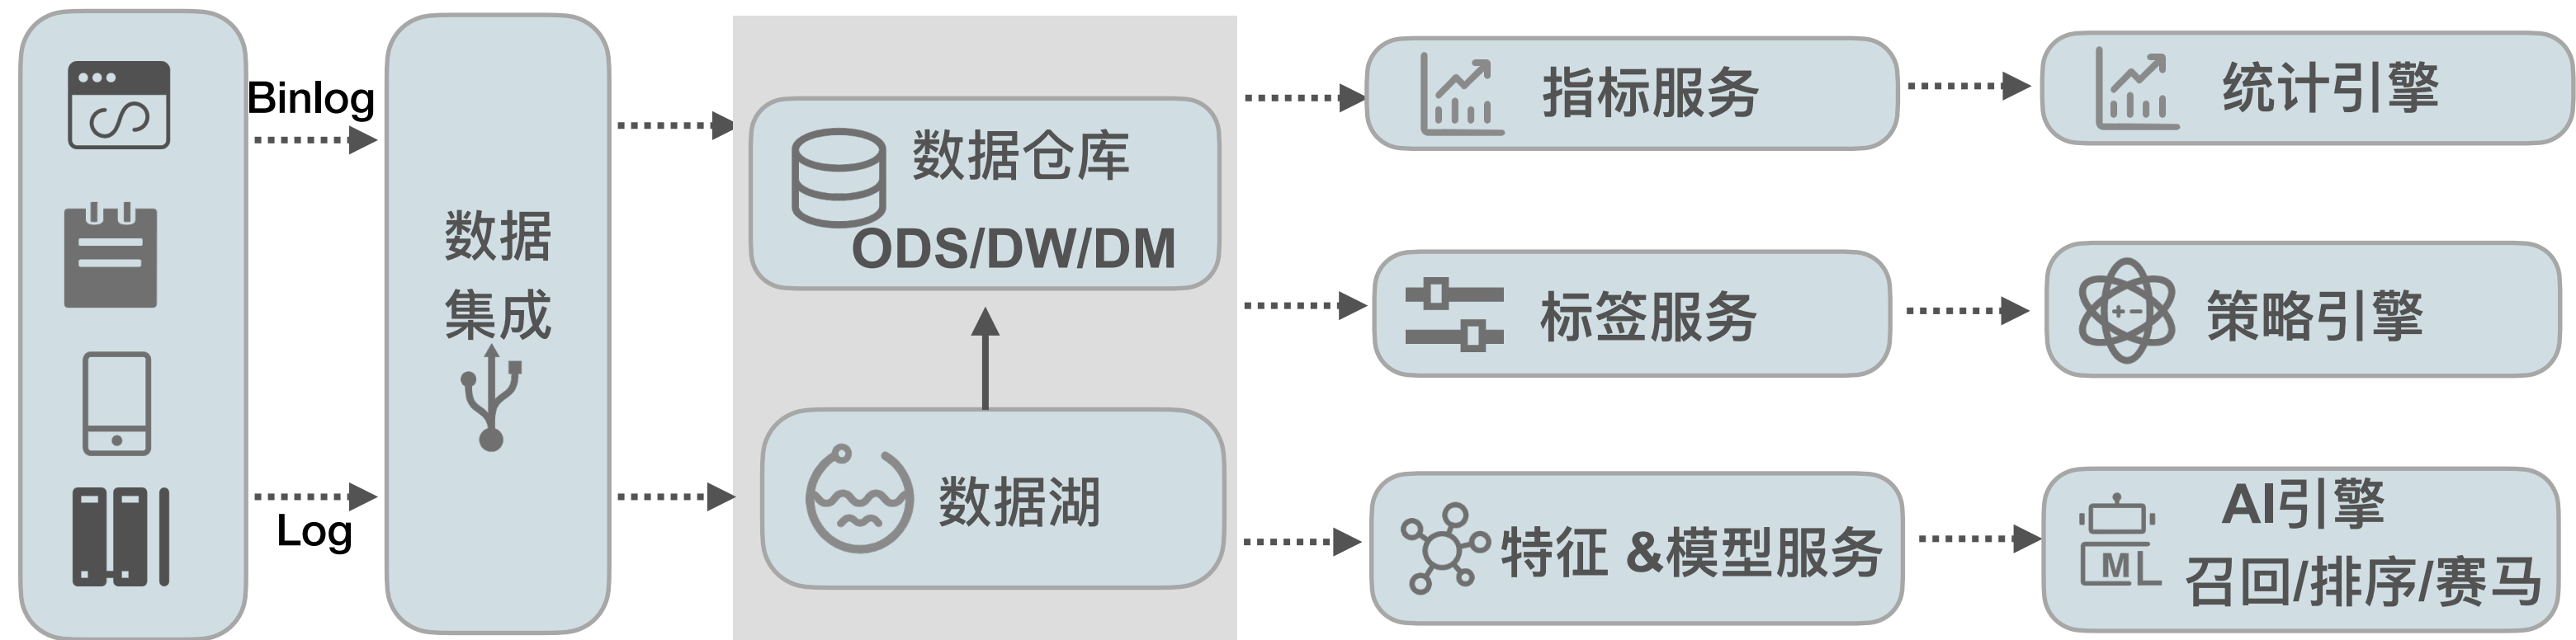 Binlog
Log
数据
集成
数据仓库
ODS/DW/DM
数据湖
指标服务
标签服务
特征 &模型服务
统计引擎
策略引擎
AI引擎
召回/排序/赛马
ML